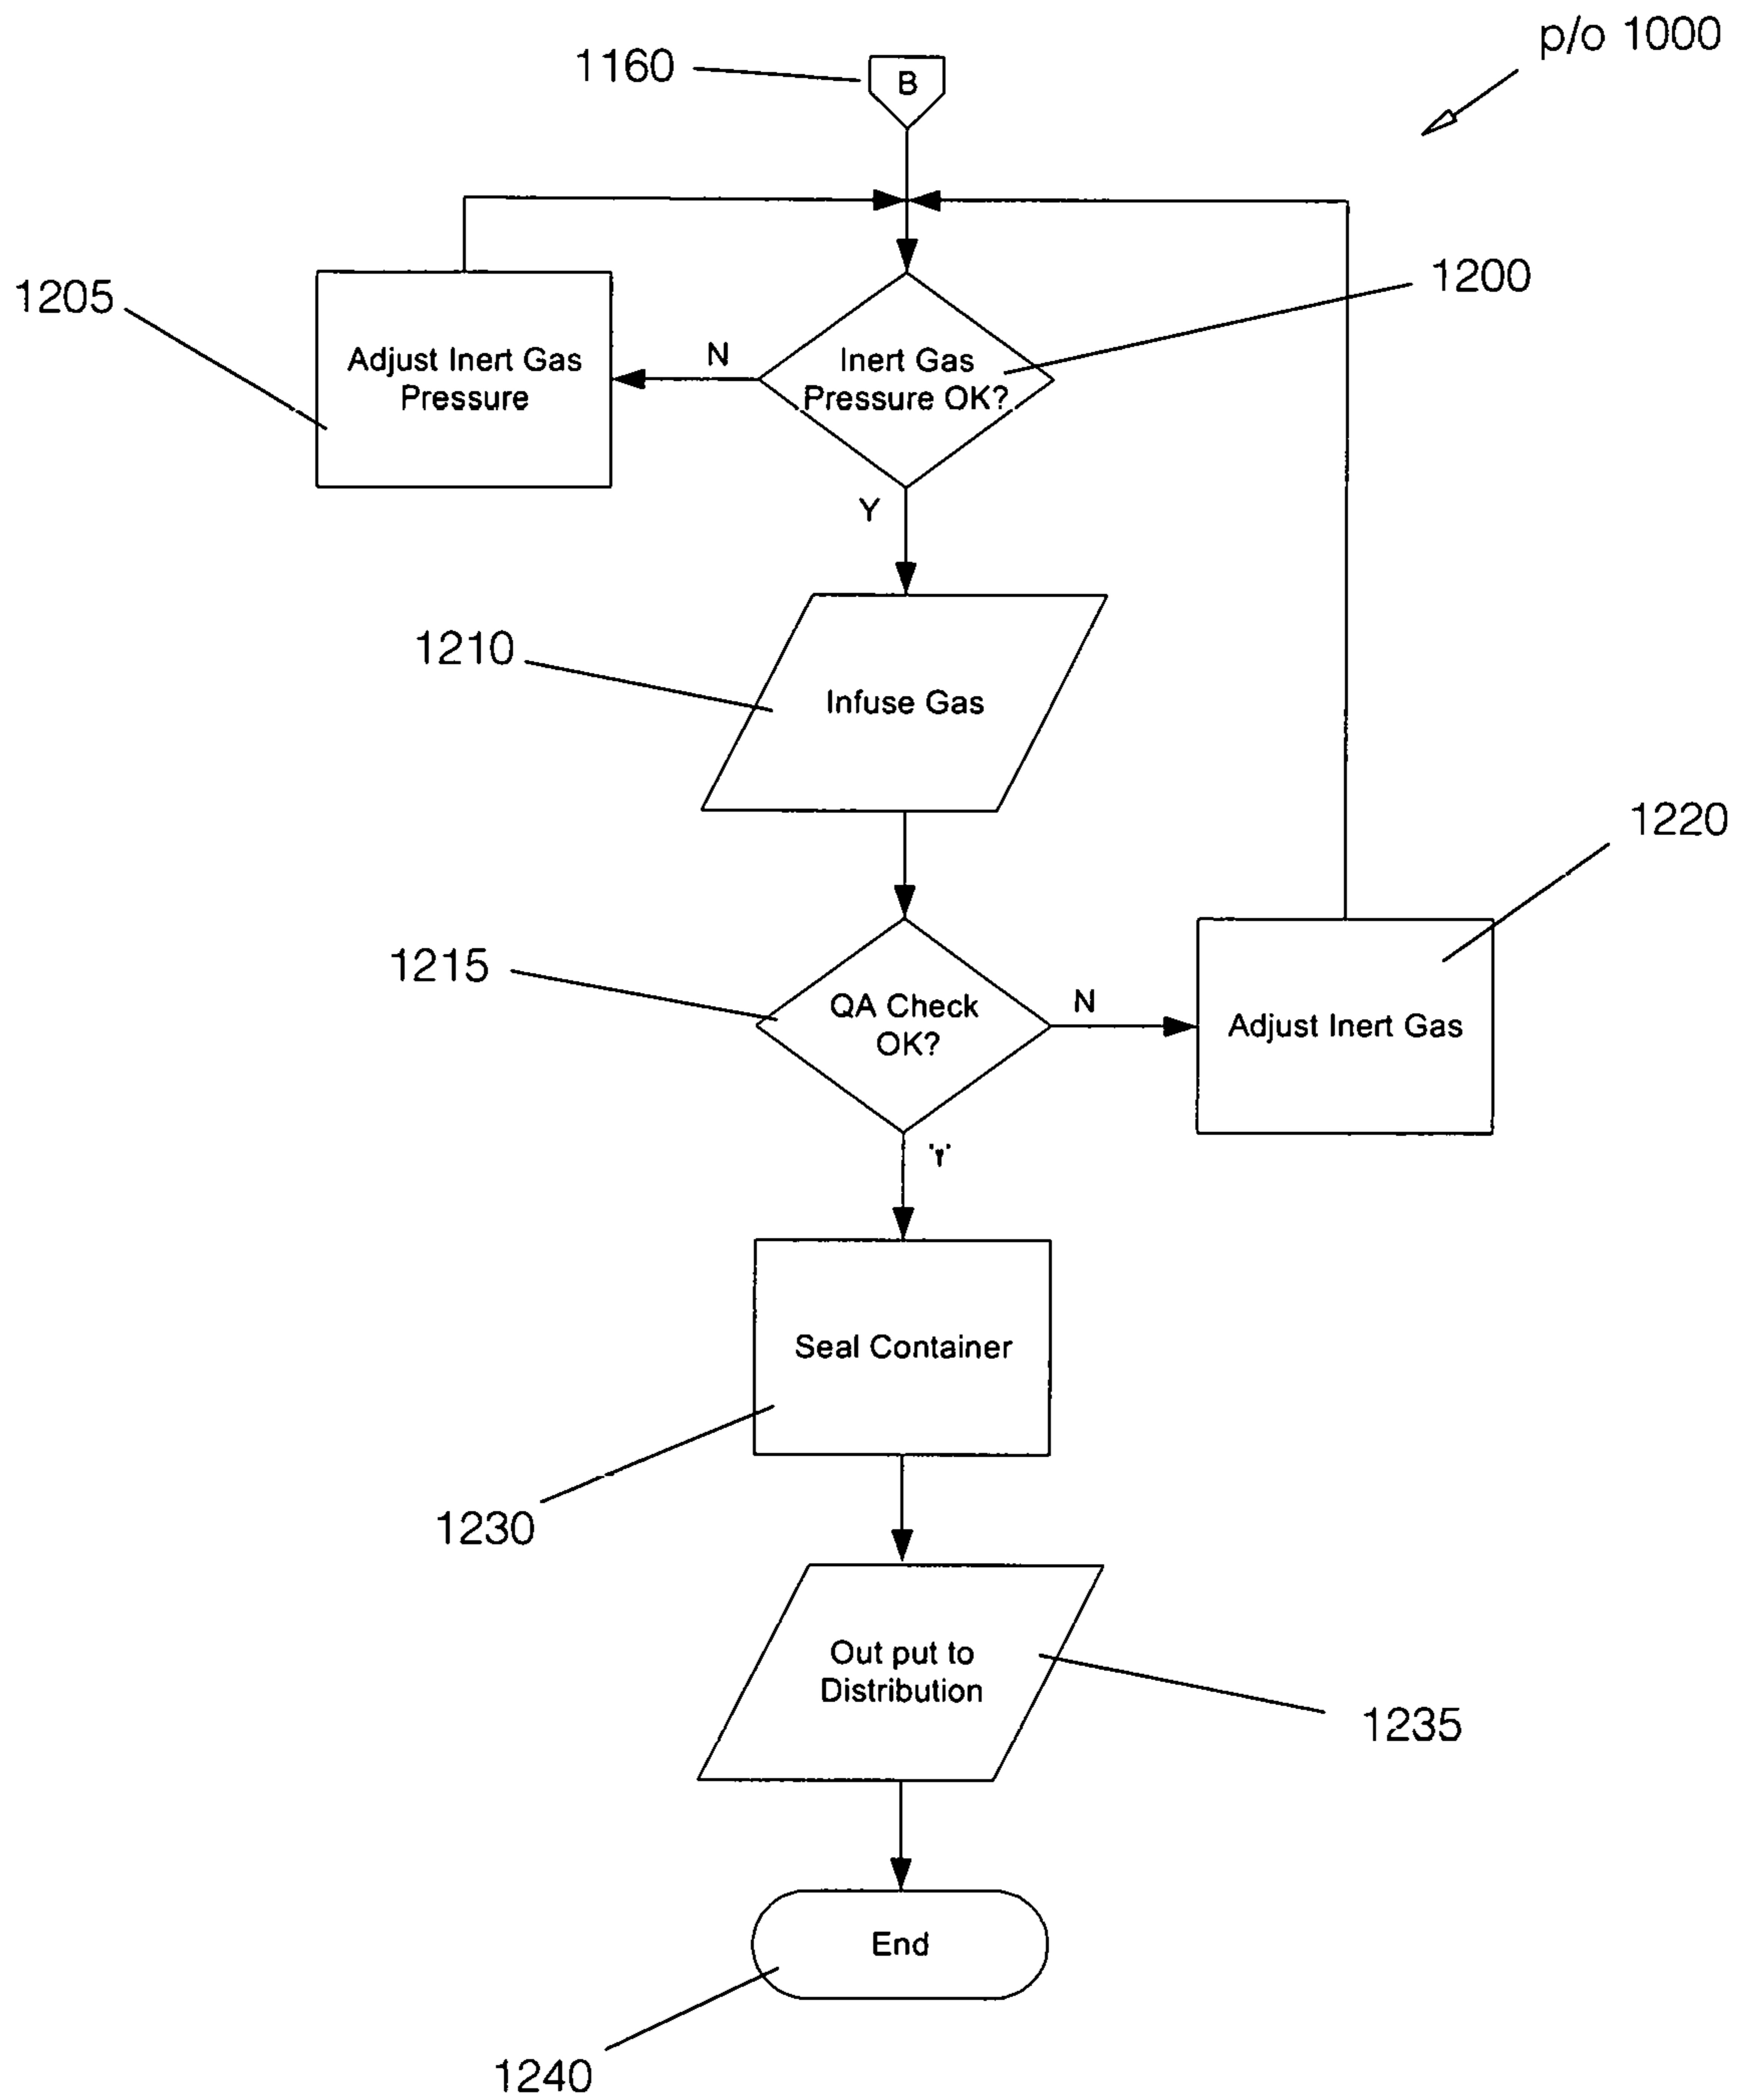 p/o 1000
1160
B
1205
1200
Adjust Inert Gas
Pressure
N
Inert Gas
Pressure OK?
Y
1210
Infuse Gas
1220
1215
QA Check
OK?
N
Adjust Inert Gas
Y
Seal Container
1230
Out put to
Distribution
1235
End
1240